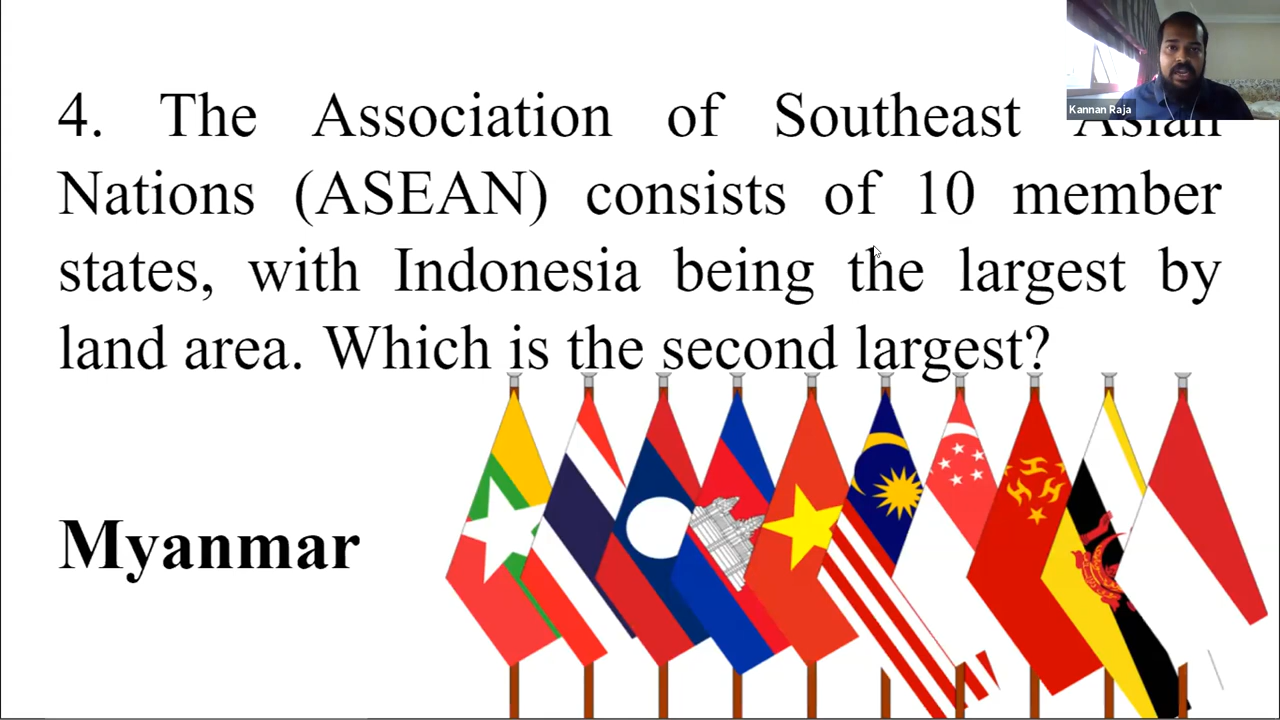 4. The Association of Southeast Asian
Nations (ASEAN) consists of 10 member
states, with Indonesia being the largest by
land area. Which is the second largest?
Myanmar
Kannan Raja